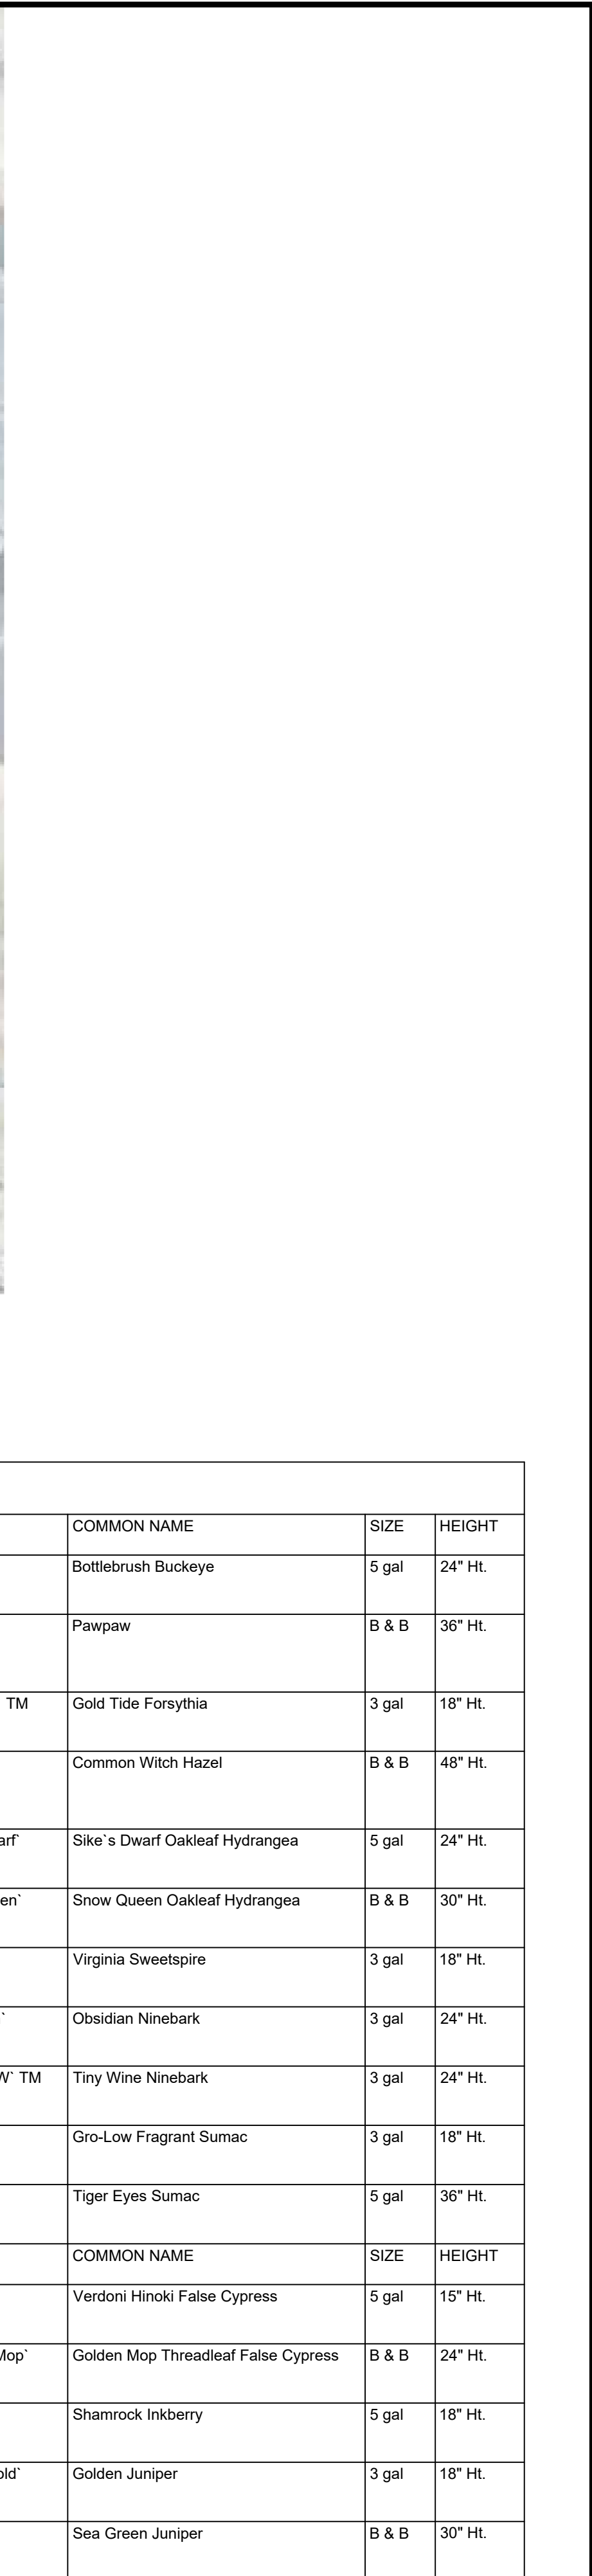 COMMON NAME SIZE HEIGHT
Bottlebrush Buckeye 5 gal 24" Ht.
Pawpaw B & B 36" Ht.
TM Gold Tide Forsythia 3 gal 18" Ht.
Common Witch Hazel B & B 48" Ht.
arf` Sike`s Dwarf Oakleaf Hydrangea 5 gal 24" Ht.
en` Snow Queen Oakleaf Hydrangea B & B 30" Ht.
Virginia Sweetspire 3 gal 18" Ht.
` Obsidian Ninebark 3 gal 24" Ht.
W` TM Tiny Wine Ninebark 3 gal 24" Ht.
Gro-Low Fragrant Sumac 3 gal 18" Ht.
Tiger Eyes Sumac 5 gal 36" Ht.
COMMON NAME SIZE HEIGHT
Verdoni Hinoki False Cypress 5 gal 15" Ht.
Mop` Golden Mop Threadleaf False Cypress B & B 24" Ht.
Shamrock Inkberry 5 gal 18" Ht.
old` Golden Juniper 3 gal 18" Ht.
Sea Green Juniper B & B 30" Ht.